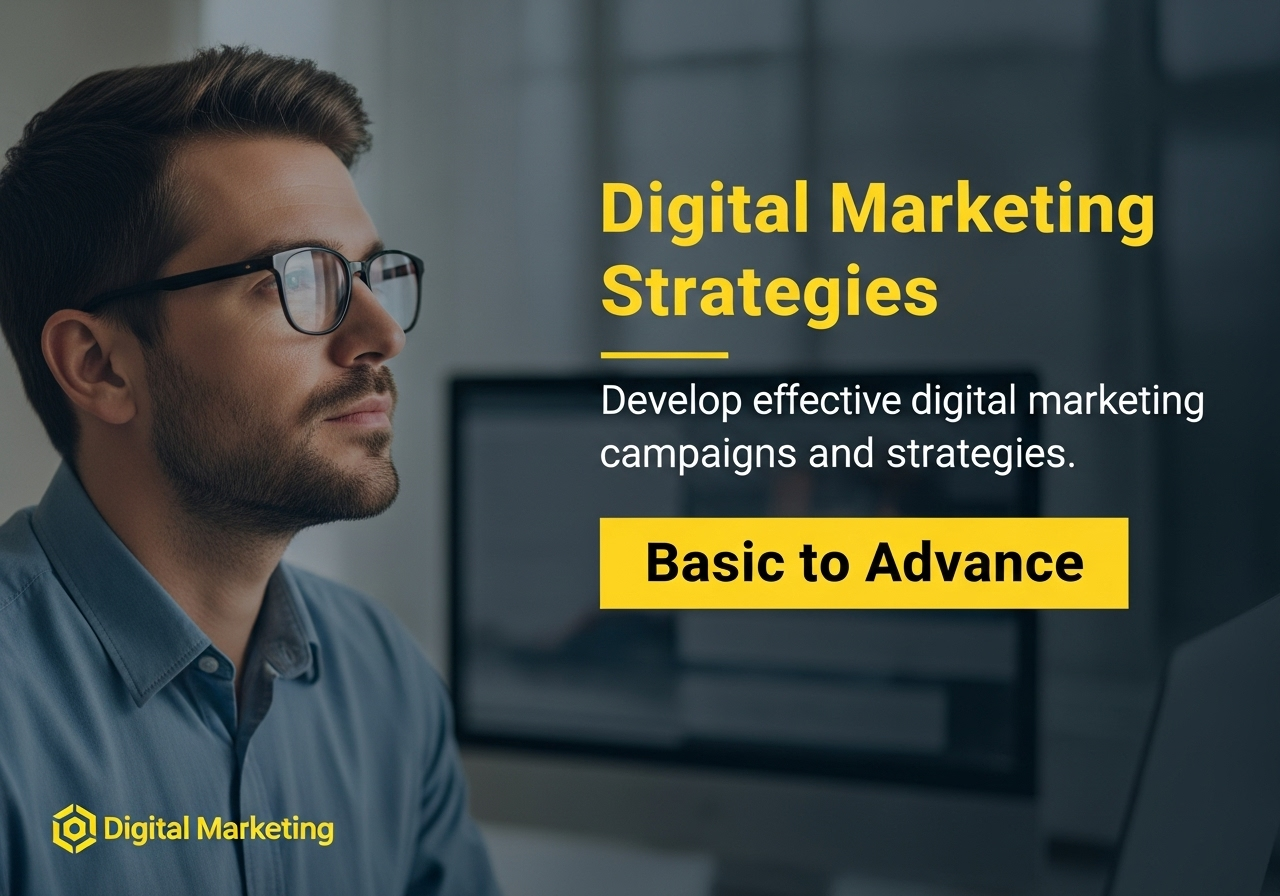 Digital Marketing
Strategies
Develop effective digital marketing
campaigns and strategies.
Basic to Advance
Digital Marketing